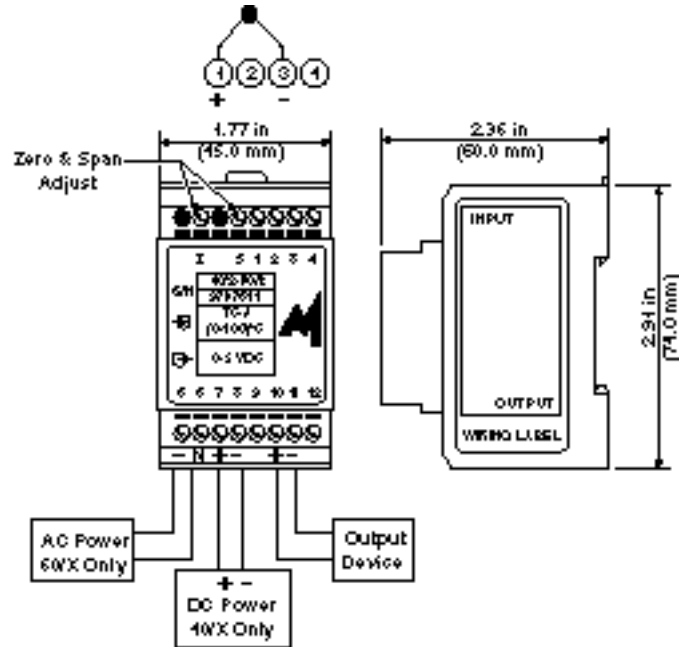 1 2 3 4
+ -
1.77 in
(45.0 mm)
2.36 in
(60.0 mm)
Zero & Span
Adjust
Z S 1 2 3 4
S/N
TC-J
0-5 VDC
5 6 7 8 9 10 11 12
- N + - + -
INPUT
OUTPUT
WIRING LABEL
2.91 in
(74.0 mm)
AC Power
60/X Only
+ -
DC Power
40/X Only
Output
Device